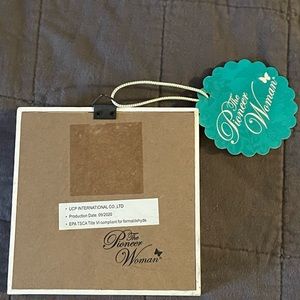 The
Pioneer
Woman
• UCP INTERNATIONAL CO., LTD
• Production Date: 09/2020
• EPA TSCA Title VI compliant for formaldehyde
The
Pioneer
Woman